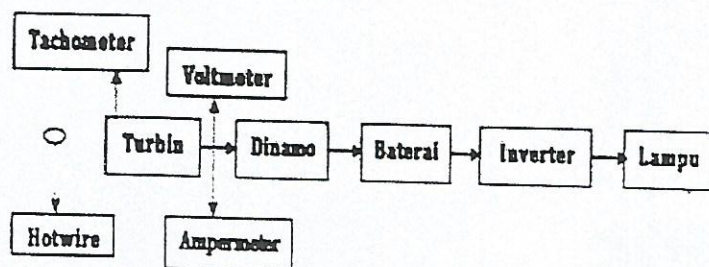 Tachometer
Voltmeter
Turbin
Dinamo
Baterai
Inverter
Lampu
Hotwire
Ampermeter